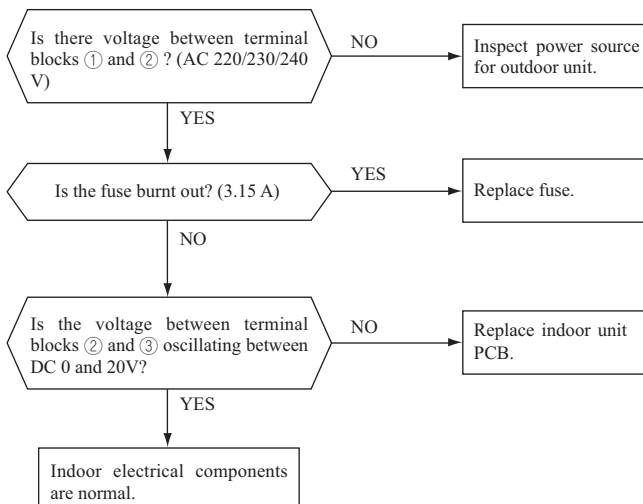 Is there voltage between terminal
blocks ① and ② ? (AC 220/230/240
V)
NO
Inspect power source
for outdoor unit.
YES
Is the fuse burnt out? (3.15 A)
YES
Replace fuse.
NO
Is the voltage between terminal
blocks ② and ③ oscillating between
DC 0 and 20V?
NO
Replace indoor unit
PCB.
YES
Indoor electrical components
are normal.